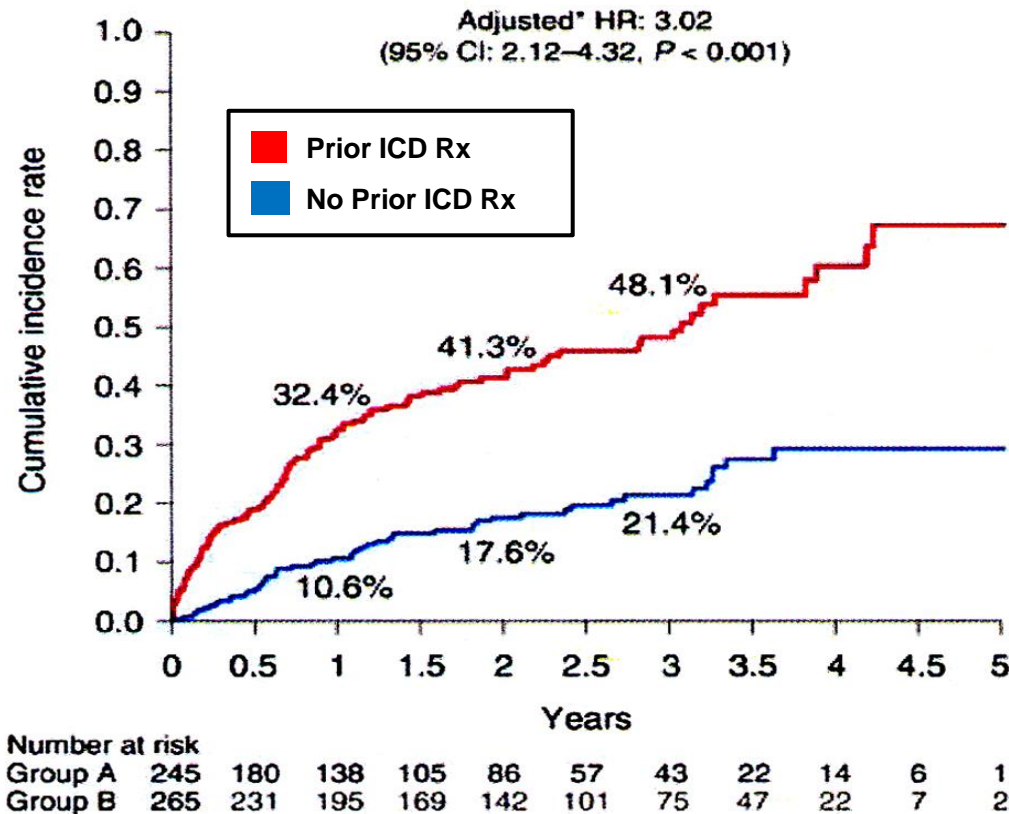 Adjusted* HR: 3.02
(95% CI: 2.12–4.32, P < 0.001)
Prior ICD Rx
No Prior ICD Rx
Cumulative incidence rate
1.0
0.9
0.8
0.7
0.6
0.5
0.4
0.3
0.2
0.1
0.0
32.4%
41.3%
48.1%
10.6%
17.6%
21.4%
0 0.5 1 1.5 2 2.5 3 3.5 4 4.5 5
Years
Number at risk
Group A 245 180 138 105 86 57 43 22 14 6 1
Group B 265 231 195 169 142 101 75 47 22 7 2